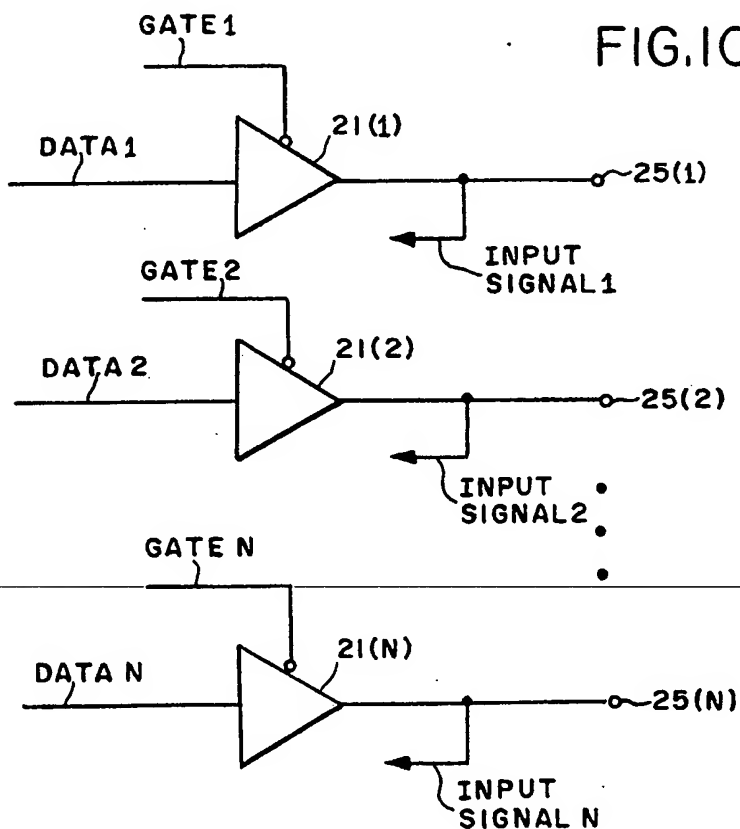 GATE1
FIG.1C
DATA1
21(1)
25(1)
INPUT
SIGNAL1
GATE2
DATA2
21(2)
25(2)
INPUT
SIGNAL2
GATE N
DATA N
21(N)
25(N)
INPUT
SIGNAL N